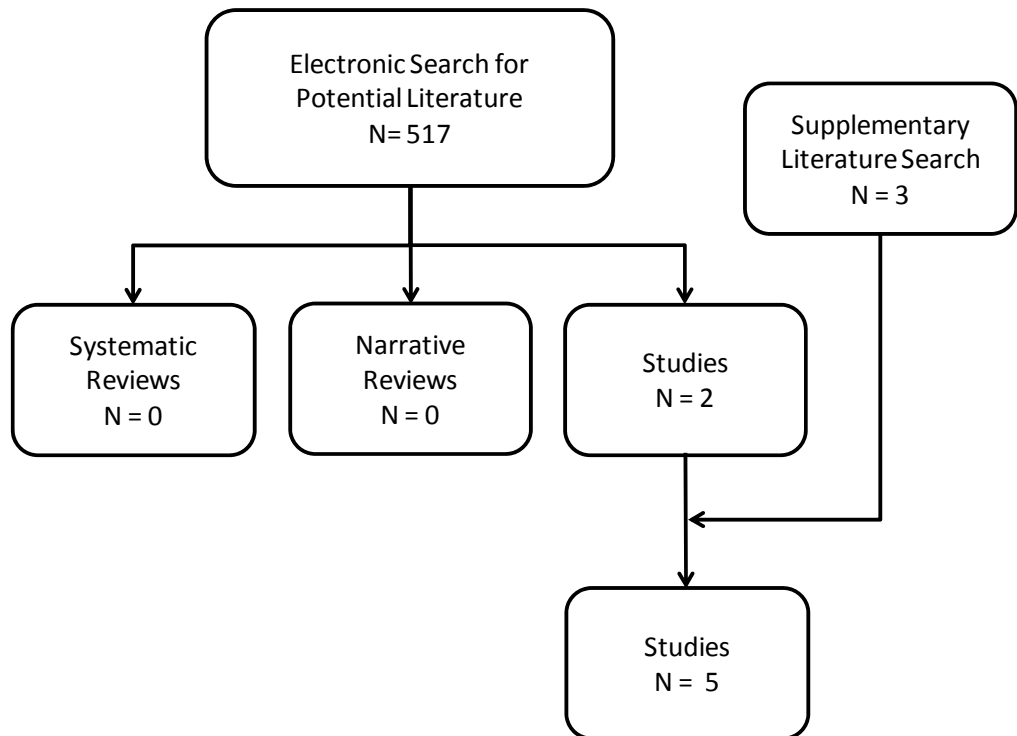 Electronic Search for
Potential Literature
N= 517
Supplementary
Literature Search
N = 3
Systematic
Reviews
N = 0
Narrative
Reviews
N = 0
Studies
N = 2
Studies
N = 5